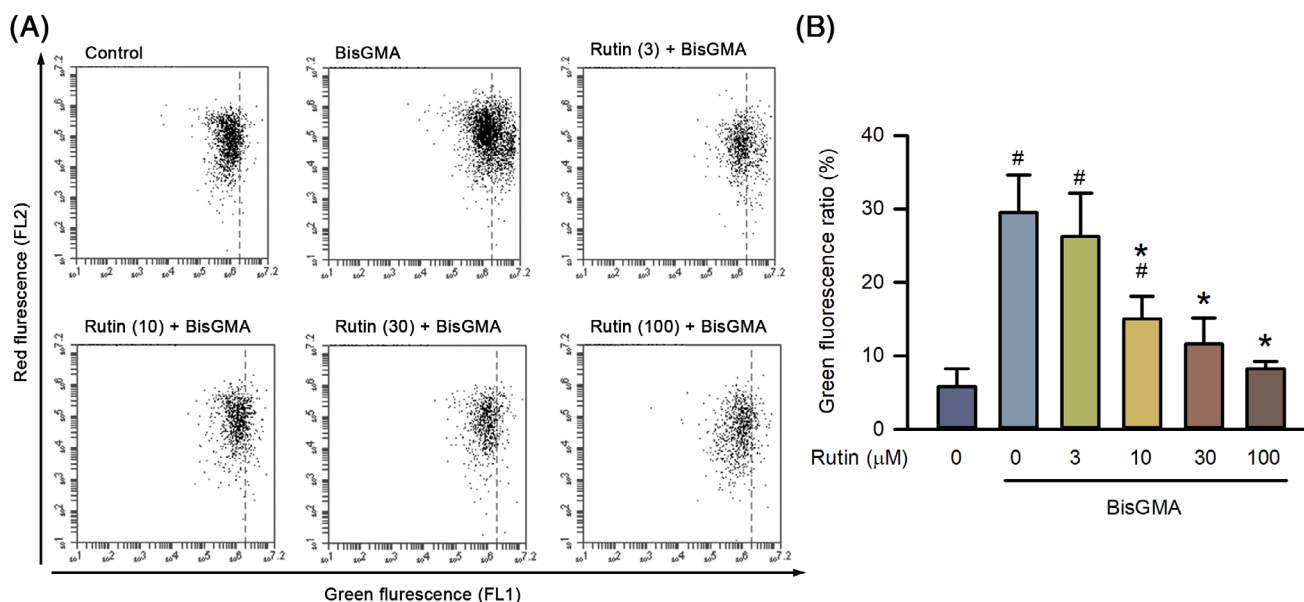 (A)
Control
BisGMA
Rutin (3) + BisGMA
Rutin (10) + BisGMA
Rutin (30) + BisGMA
Rutin (100) + BisGMA
Red flurescence (FL2)
Green flurescence (FL1)
(B)
Green fluorescence ratio (%)
40
30
20
10
0
# # * # * *
Rutin (μM) 0 0 3 10 30 100
BisGMA